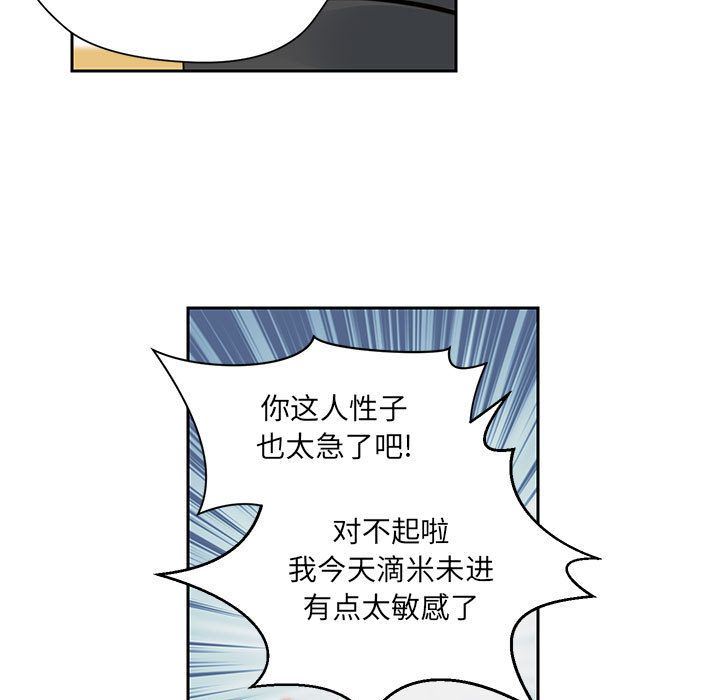 你这人性子
也太急了吧!
对不起啦
我今天滴米未进
有点太敏感了